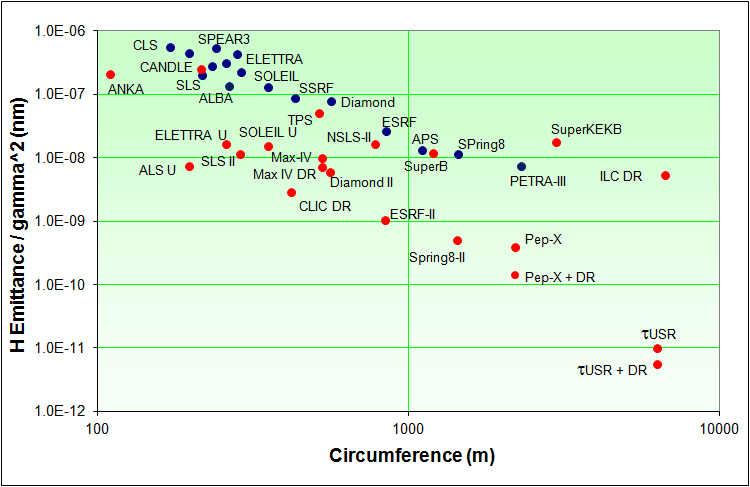 1.0E-06
1.0E-07
1.0E-08
1.0E-09
1.0E-10
1.0E-11
1.0E-12
H Emittance / gamma^2 (nm)
CLS
SPEAR3
CANDLE
ELETTRA
ANKA
SLS
SOLEIL
ALBA
SSRF
Diamond
TPS
ESRF
ELETTRA U
SOLEIL U
NSLS-II
APS
SPring8
SuperKEKB
ALS U
SLS II
Max-IV
Max IV DR
Diamond II
SuperB
PETRA-III
ILC DR
CLIC DR
ESRF-II
Spring8-II
Pep-X
Pep-X + DR
τUSR
τUSR + DR
100
1000
10000
Circumference (m)